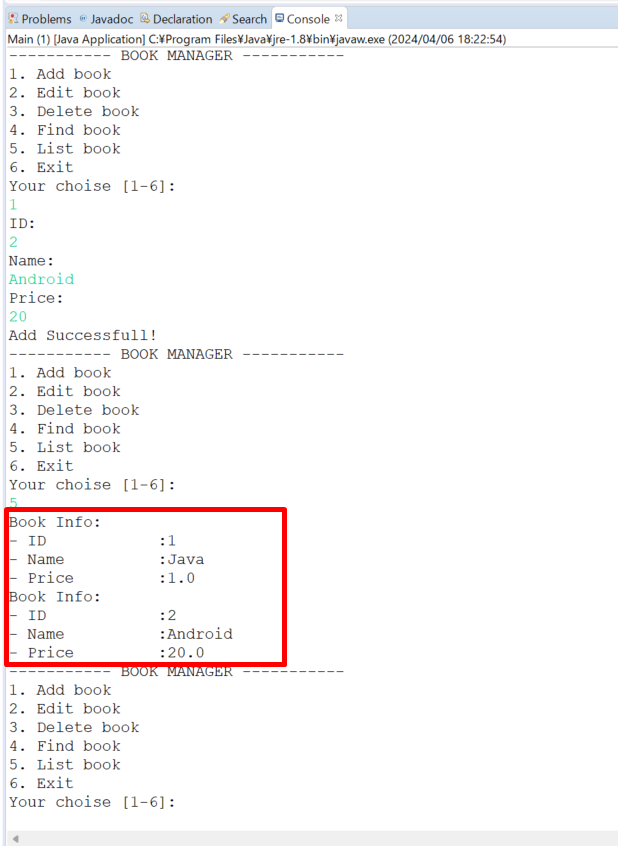 Problems @ Javadoc Declaration Search Console
Main (1) [Java Application] C:¥Program Files¥Java¥jre-1.8¥bin¥javaw.exe (2024/04/06 18:22:54)
----------- BOOK MANAGER -----------
1. Add book
2. Edit book
3. Delete book
4. Find book
5. List book
6. Exit
Your choise [1-6]:
1
ID:
2
Name:
Android
Price:
20
Add Successfull!
----------- BOOK MANAGER -----------
1. Add book
2. Edit book
3. Delete book
4. Find book
5. List book
6. Exit
Your choise [1-6]:
5
Book Info:
- ID :1
- Name :Java
- Price :1.0
Book Info:
- ID :2
- Name :Android
- Price :20.0
----------- BOOK MANAGER -----------
1. Add book
2. Edit book
3. Delete book
4. Find book
5. List book
6. Exit
Your choise [1-6]: